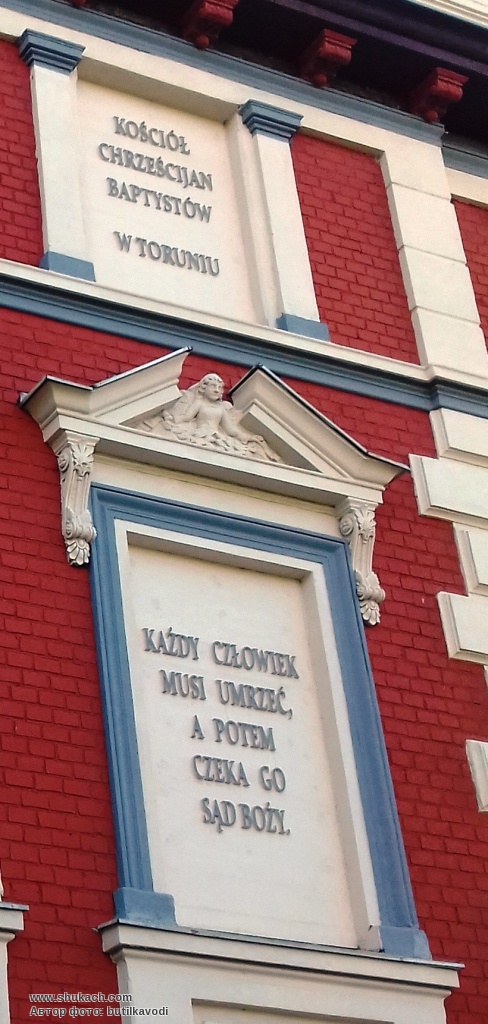 KOŚCIÓŁ
CHRZEŚCIJAN
BAPTYSTÓW
W TORUNIU
KAŻDY CZŁOWIEK
MUSI UMRZEĆ,
A POTEM
CZEKA GO
SĄD BOŻY.
www.shukach.com
Автор фото: butilkavodi